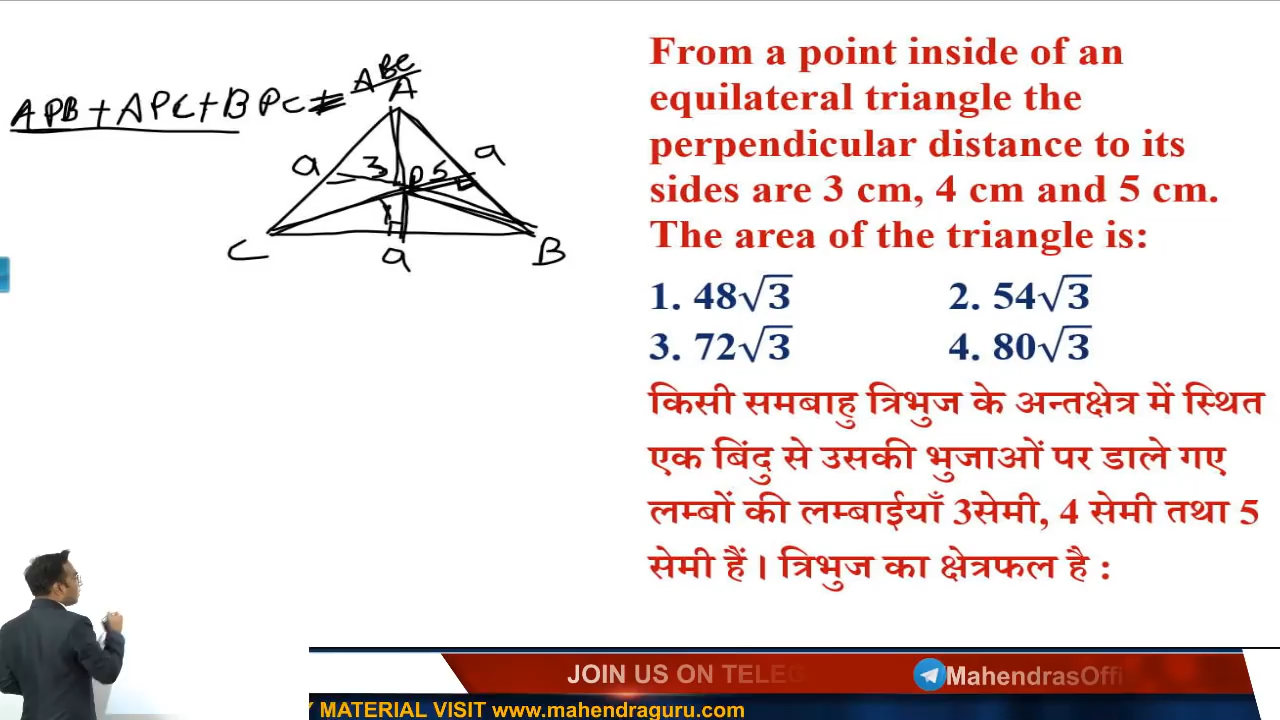 APB + APC + BPC = ABC
A
a
a
3
P
5
4
C
a
B
From a point inside of an
equilateral triangle the
perpendicular distance to its
sides are 3 cm, 4 cm and 5 cm.
The area of the triangle is:
1. 48√3 2. 54√3
3. 72√3 4. 80√3
किसी समबाहु त्रिभुज के अन्तक्षेत्र में स्थित
एक बिंदु से उसकी भुजाओं पर डाले गए
लम्बों की लम्बाईयाँ 3सेमी, 4 सेमी तथा 5
सेमी हैं। त्रिभुज का क्षेत्रफल है :
JOIN US ON TELEG
MahendrasOffi
Y MATERIAL VISIT www.mahendraguru.com